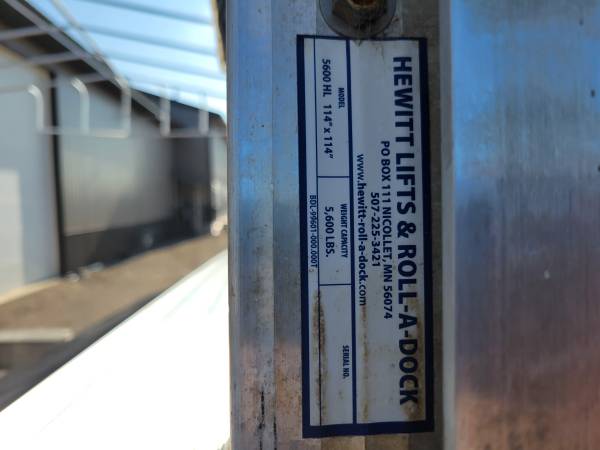 HEWITT LIFTS & ROLL-A-DOCK
PO BOX 111 NICOLLET, MN 56074
507-225-3421
www.hewitt-roll-a-dock.com
MODEL
5600 HL 114" x 114"
WEIGHT CAPACITY
5,600 LBS.
SERIAL NO.
BDL-99601-000.000T